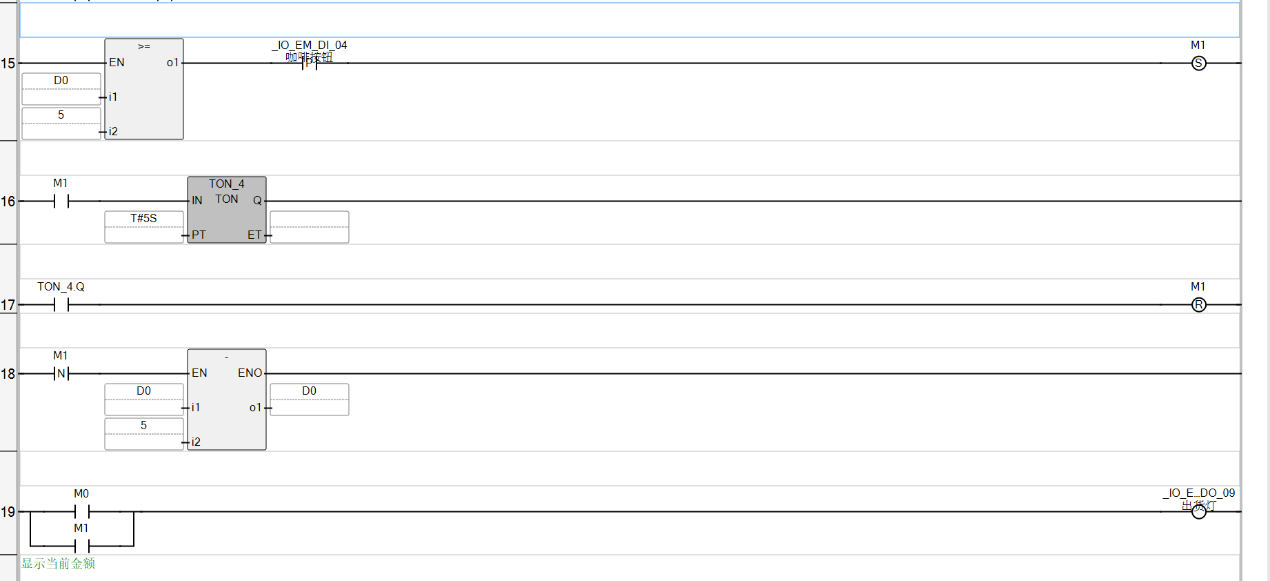 >=
_IO_EM_DI_04
M1
咖啡按钮
15
EN
o1
P
S
D0
i1
5
i2
M1
TON_4
16
IN
TON
Q
T#5S
PT
ET
TON_4.Q
M1
17
R
M1
-
18
N
EN
ENO
D0
D0
i1
o1
5
i2
M0
_IO_E...DO_09
出货灯
19
M1
显示当前金额